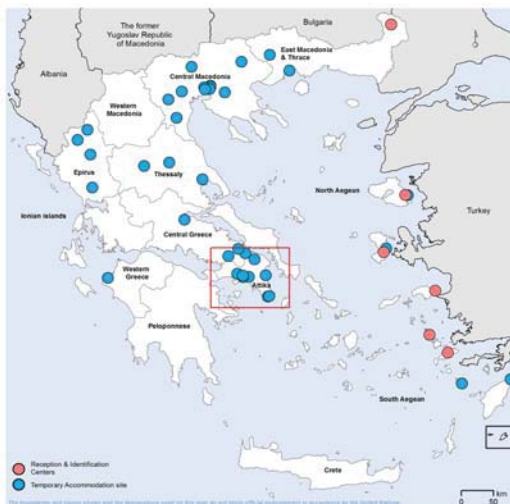 Bulgaria
The former
Yugoslav Republic
of Macedonia
East Macedonia
& Thrace
Albania
Central Macedonia
Western
Macedonia
Epirus
Thessaly
North Aegean
Turkey
Ionian Islands
Central Greece
Western
Greece
Attika
Peloponnese
South Aegean
Reception & Identification
Centers
Temporary Accommodation site
Crete
km
0 50